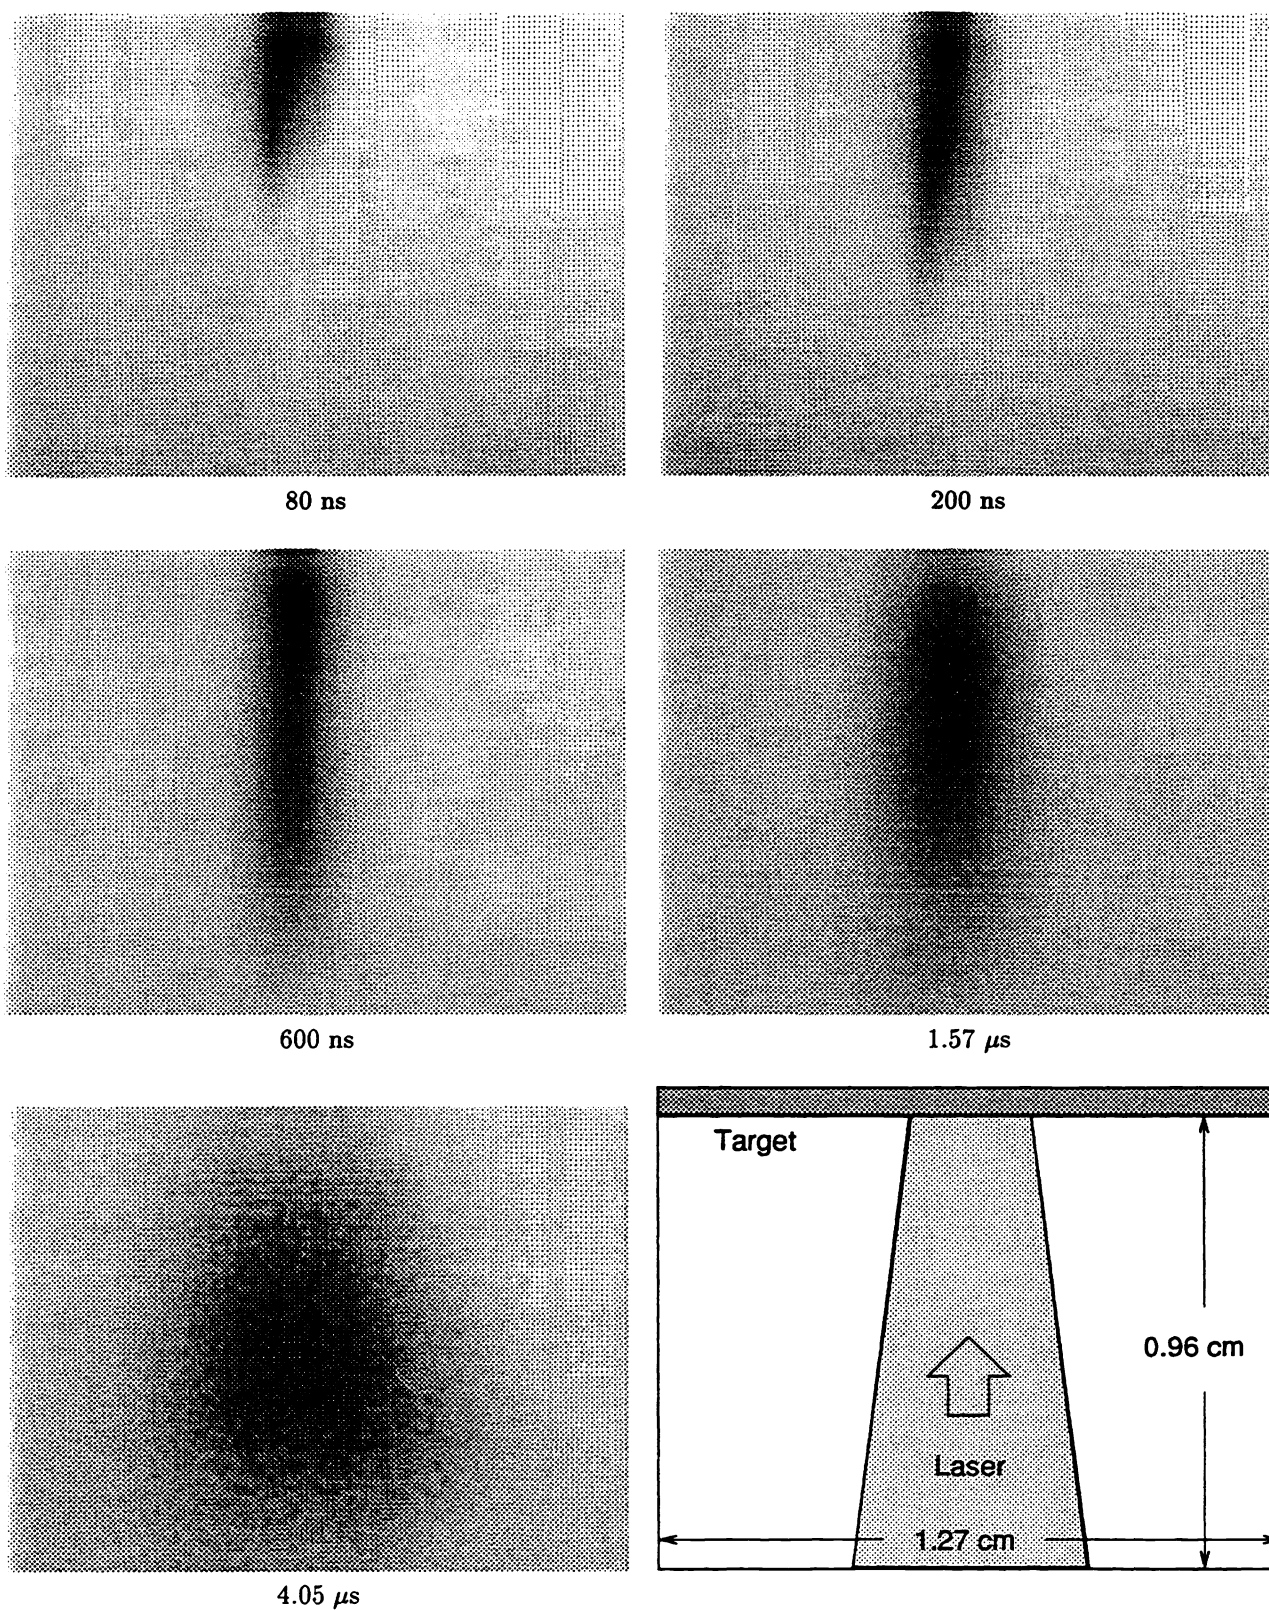 80 ns
200 ns
600 ns
1.57 μs
4.05 μs
Target
0.96 cm
Laser
1.27 cm